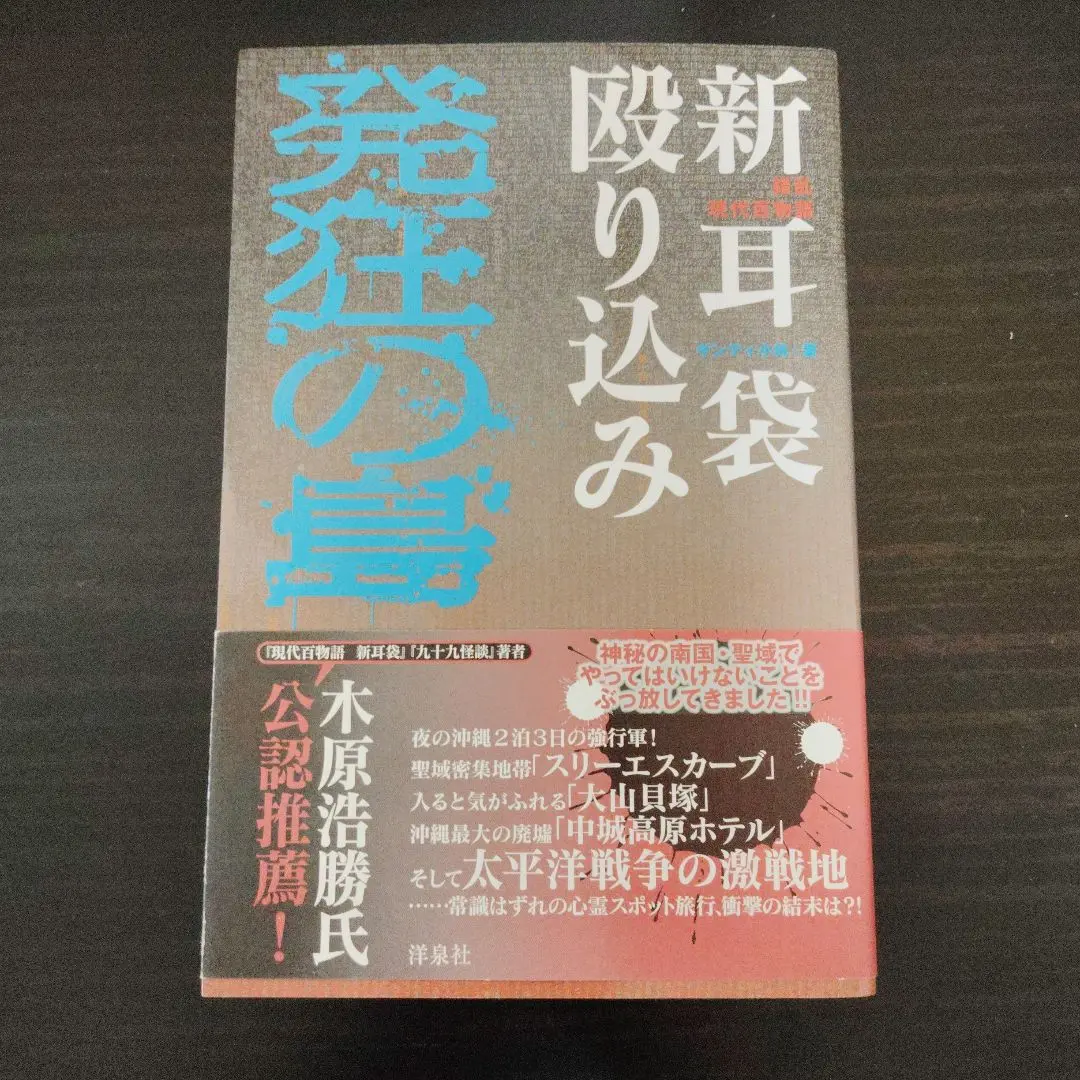 新耳袋
殴り込み
現代百物語
ギンティ小林/著
発狂の島
『現代百物語 新耳袋』『九十九怪談』著者
木原浩勝氏
公認推薦!
神秘の南国・聖域で
やってはいけないことを
ぶっ放してきました!!
夜の沖縄2泊3日の強行軍!
聖域密集地帯「スリーエスカーブ」
入ると気がふれる「大山貝塚」
沖縄最大の廃墟「中城高原ホテル」
そして太平洋戦争の激戦地
……常識はずれの心霊スポット旅行、衝撃の結末は?!
洋泉社